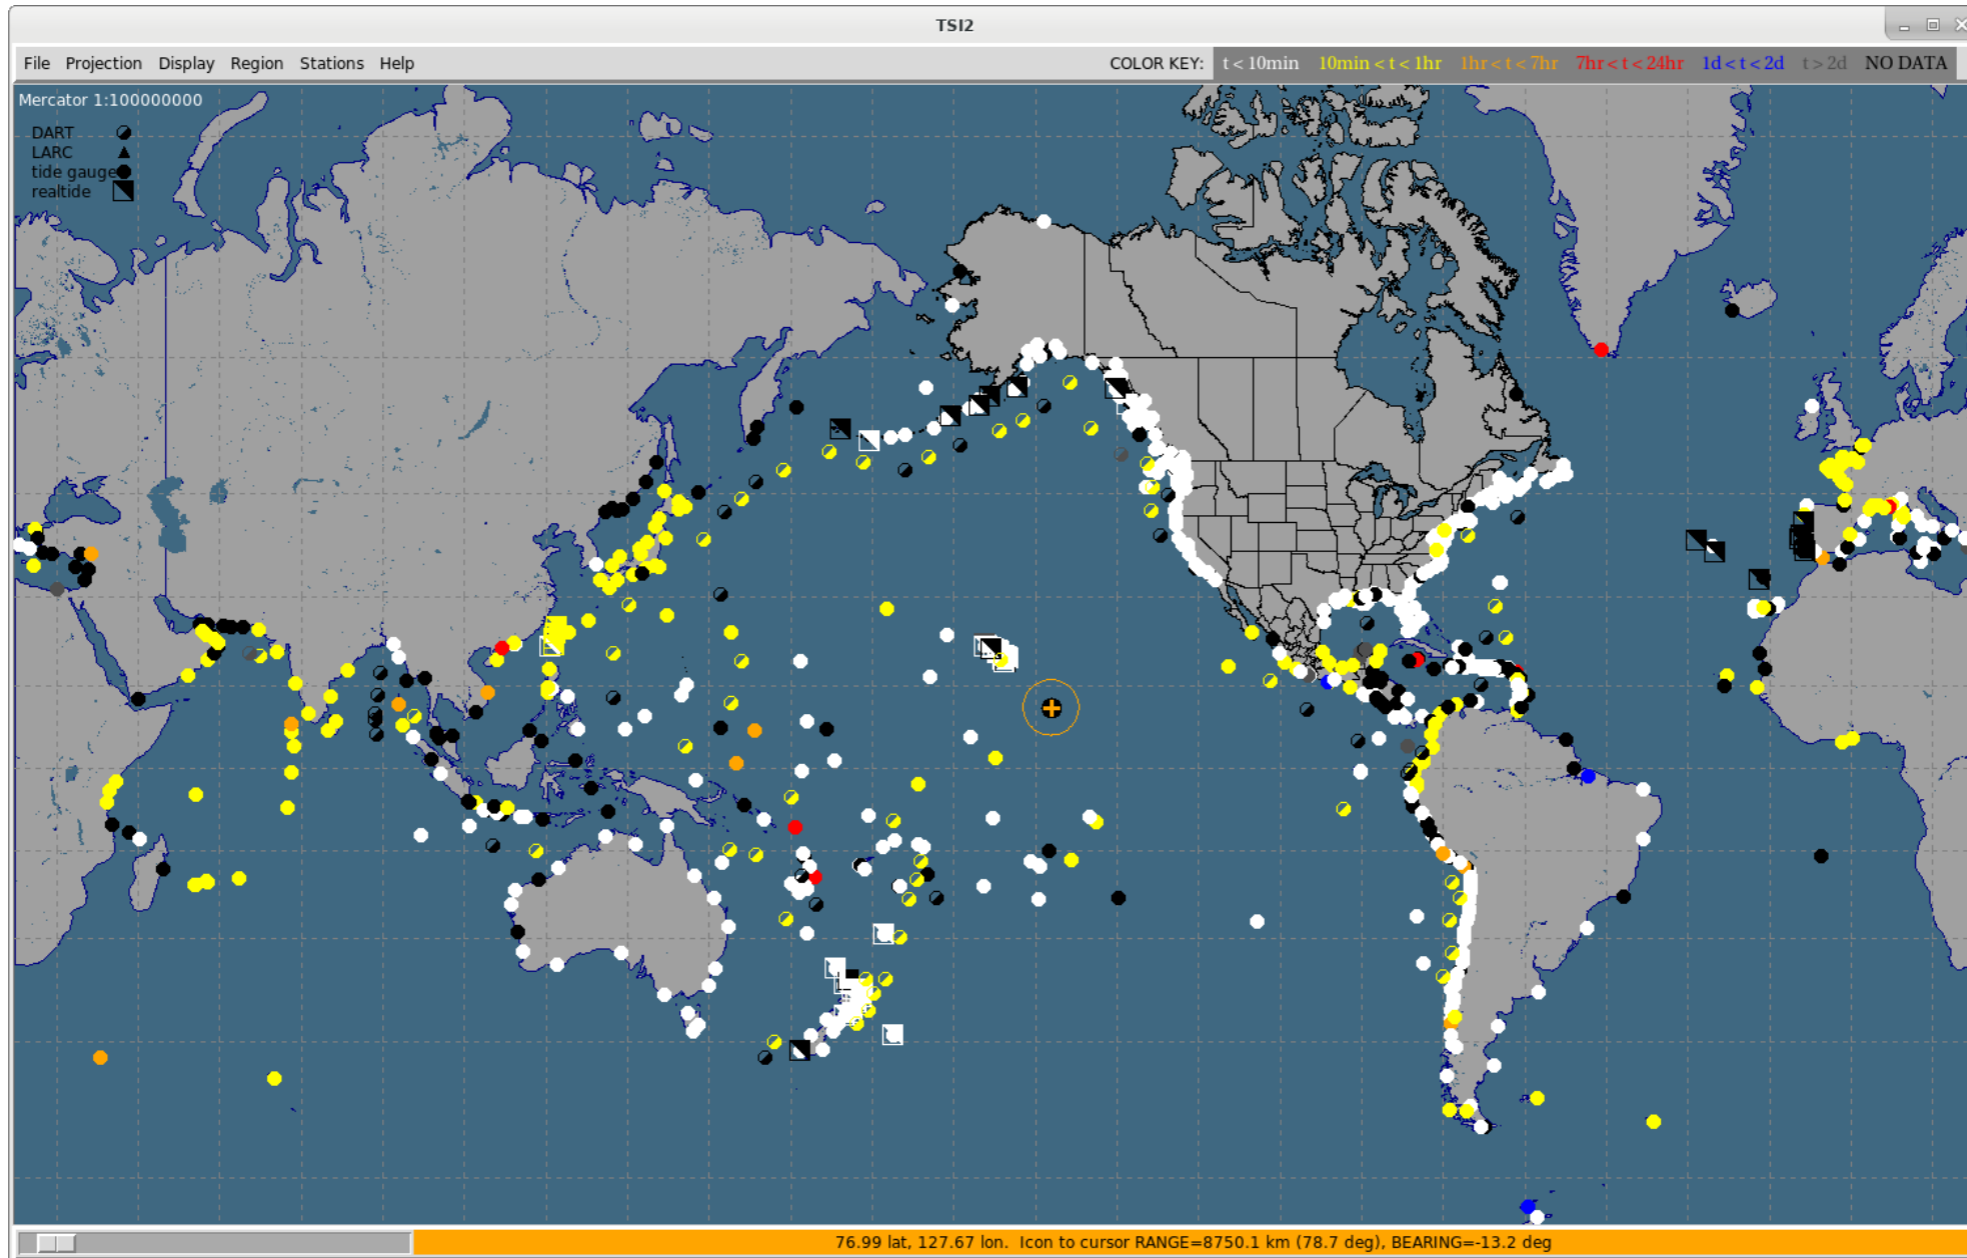 TSI2
File Projection Display Region Stations Help COLOR KEY: t < 10min 10min < t < 1hr 1hr < t < 7hr 7hr < t < 24hr 1d < t < 2d t > 2d NO DATA
Mercator 1:100000000
DART
LARC
tide gauge
realtide
76.99 lat, 127.67 lon. Icon to cursor RANGE=8750.1 km (78.7 deg), BEARING=-13.2 deg